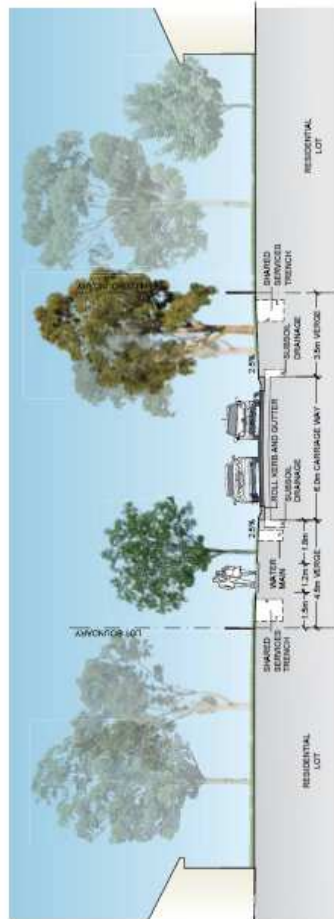 LOT BOUNDARY
2.5%
2.5%
SHARED
SERVICES
TRENCH
WATER
MAIN
ROLL KERB AND GUTTER
SUBSOIL
DRAINAGE
SUBSOIL
DRAINAGE
SHARED
SERVICES
TRENCH
1.5m
1.2m
1.8m
4.5m VERGE
6.0m CARRIAGE WAY
3.5m VERGE
RESIDENTIAL
LOT
RESIDENTIAL
LOT